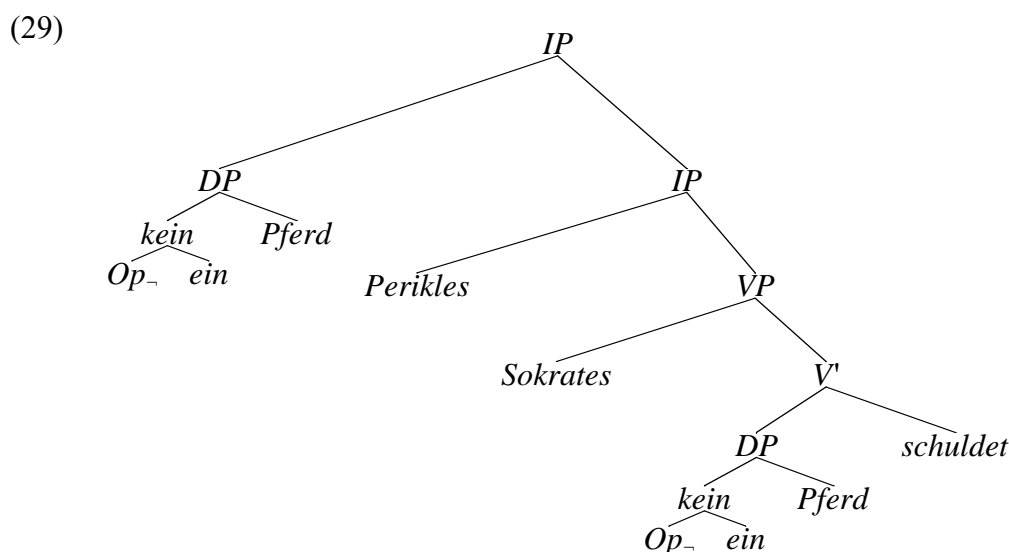 (29)
IP
DP IP
kein Pferd
Op¬ ein Perikles VP
Sokrates V'
DP schuldet
kein Pferd
Op¬ ein